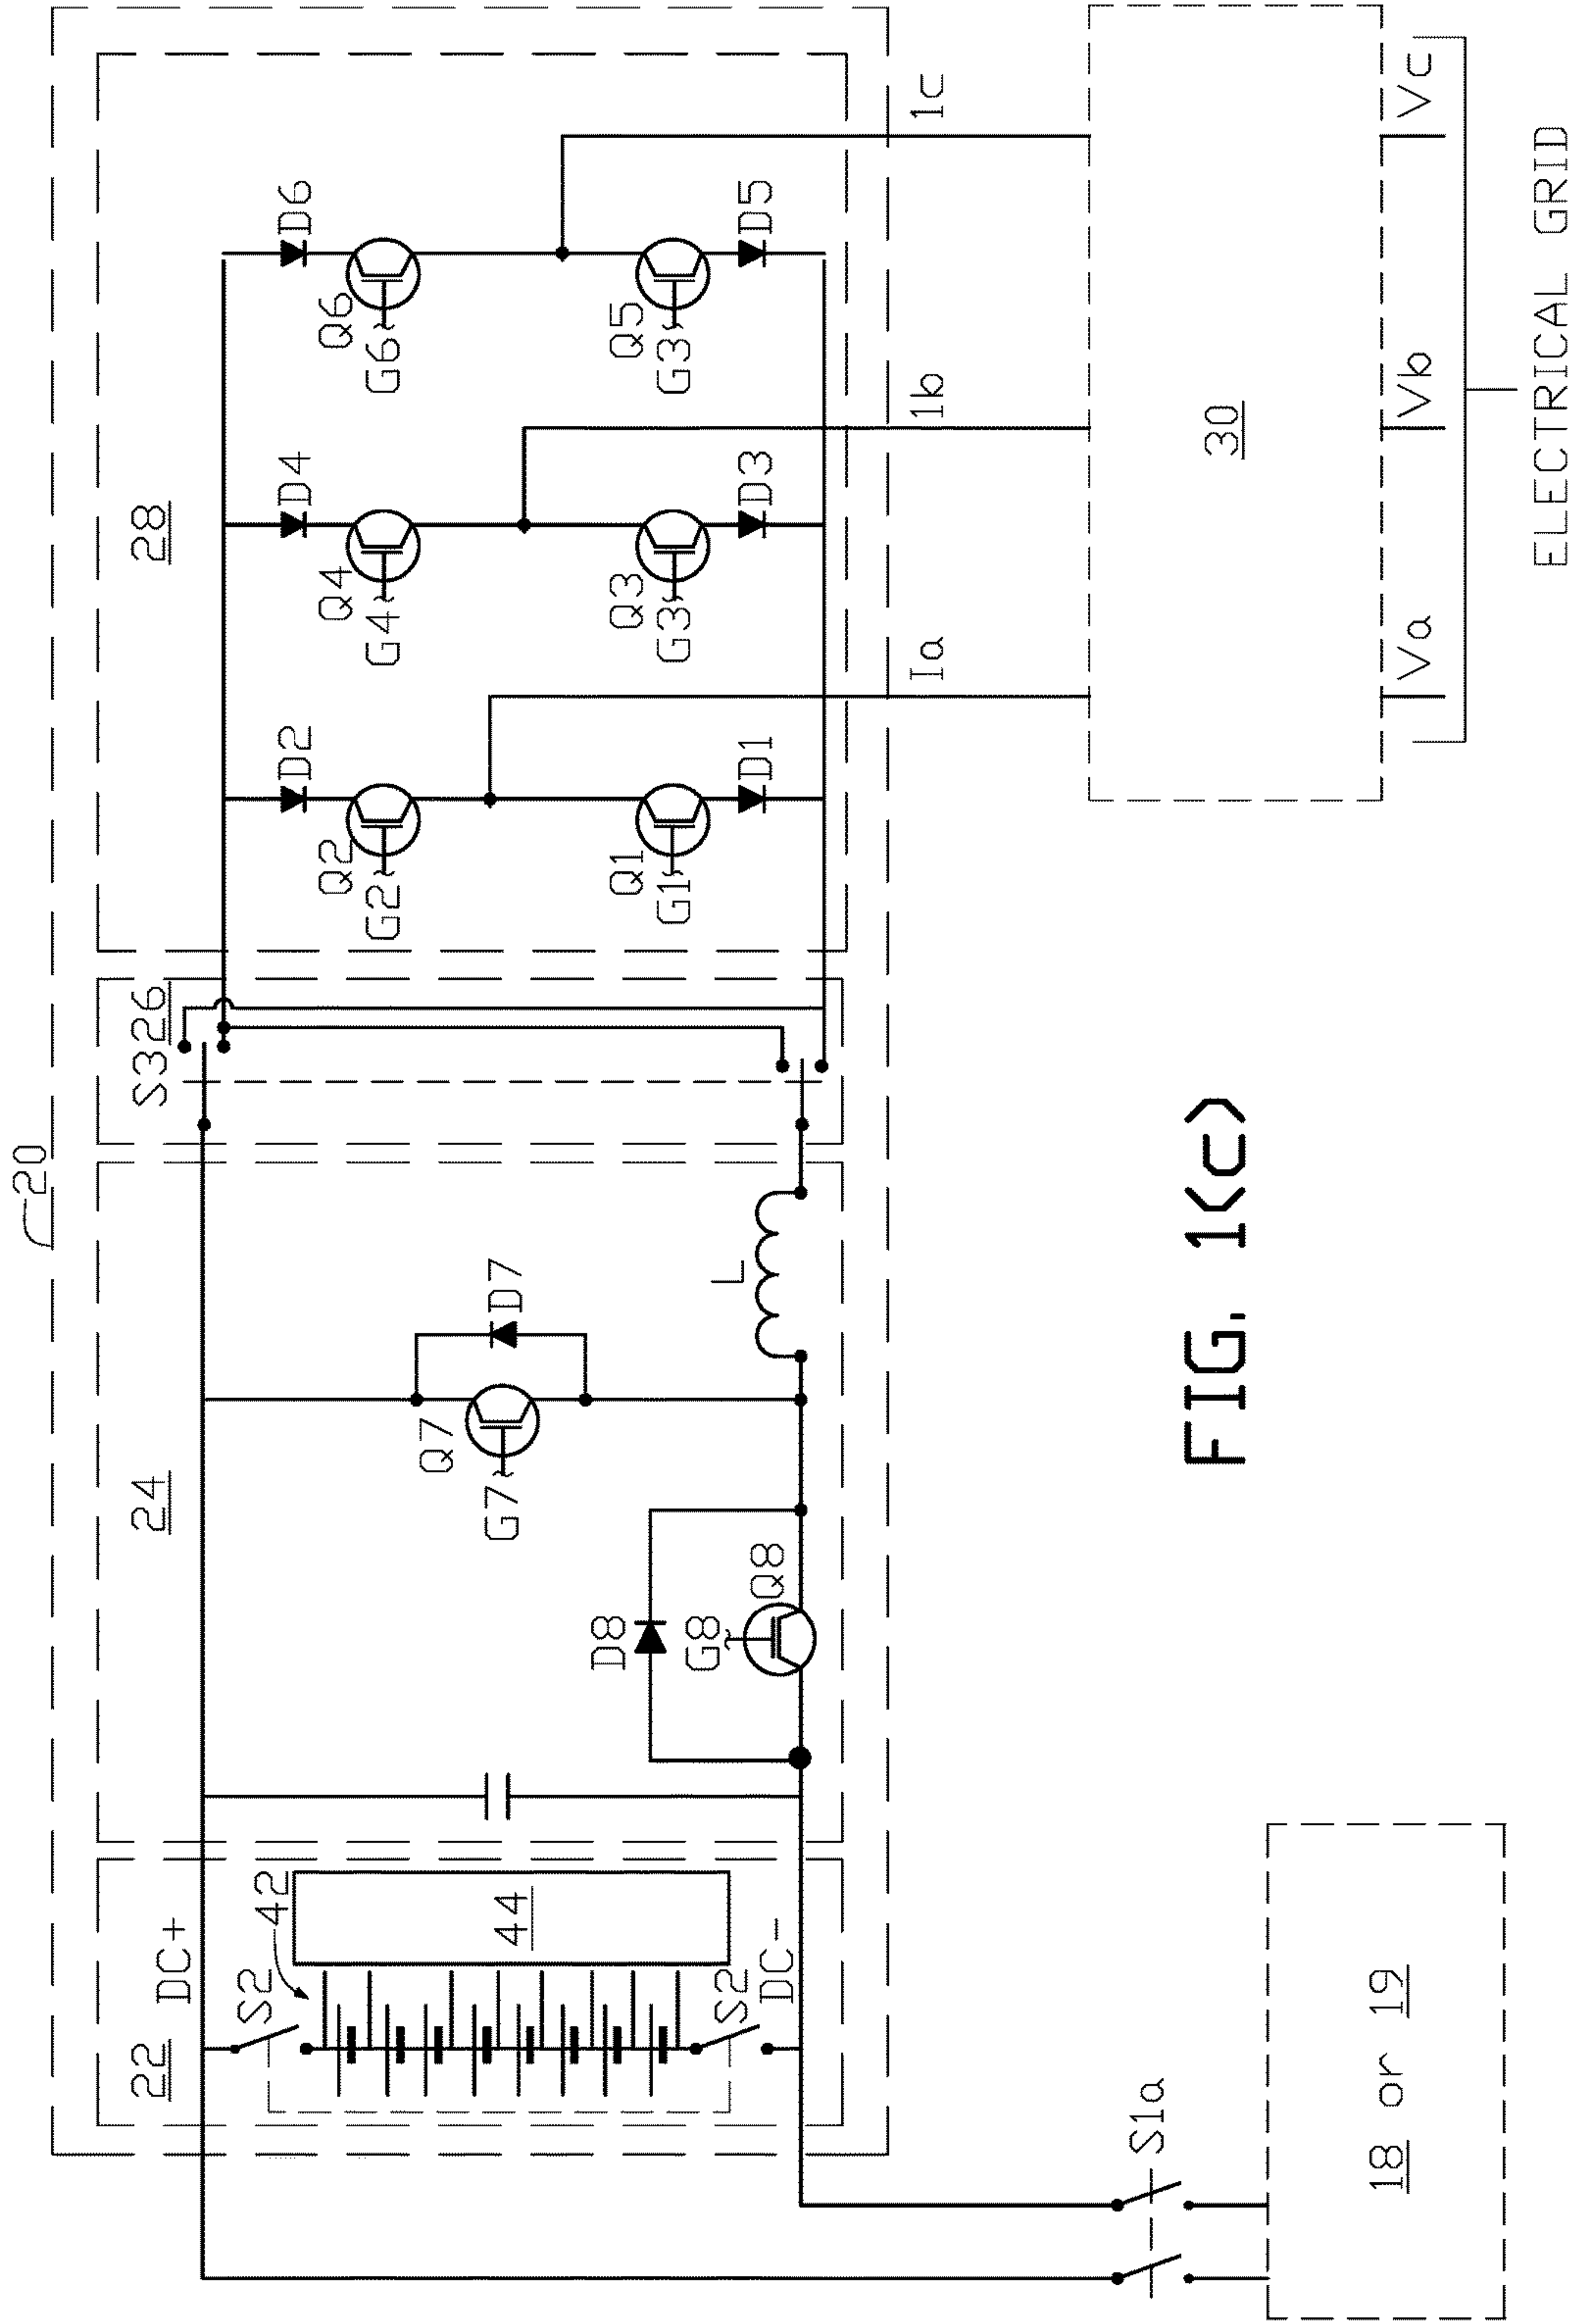 20
22
DC+
S2
42
44
S2
DC-
24
D8
G8
Q8
Q7
G7
D7
L
S3
26
28
D2
Q2
G2
Q1
G1
D1
D4
Q4
G4
Q3
G3
D3
D6
Q6
G6
Q5
G3
D5
Ia
1b
1c
30
Va
Vb
Vc
ELECTRICAL GRID
S1a
18 or 19
FIG. 1(c)